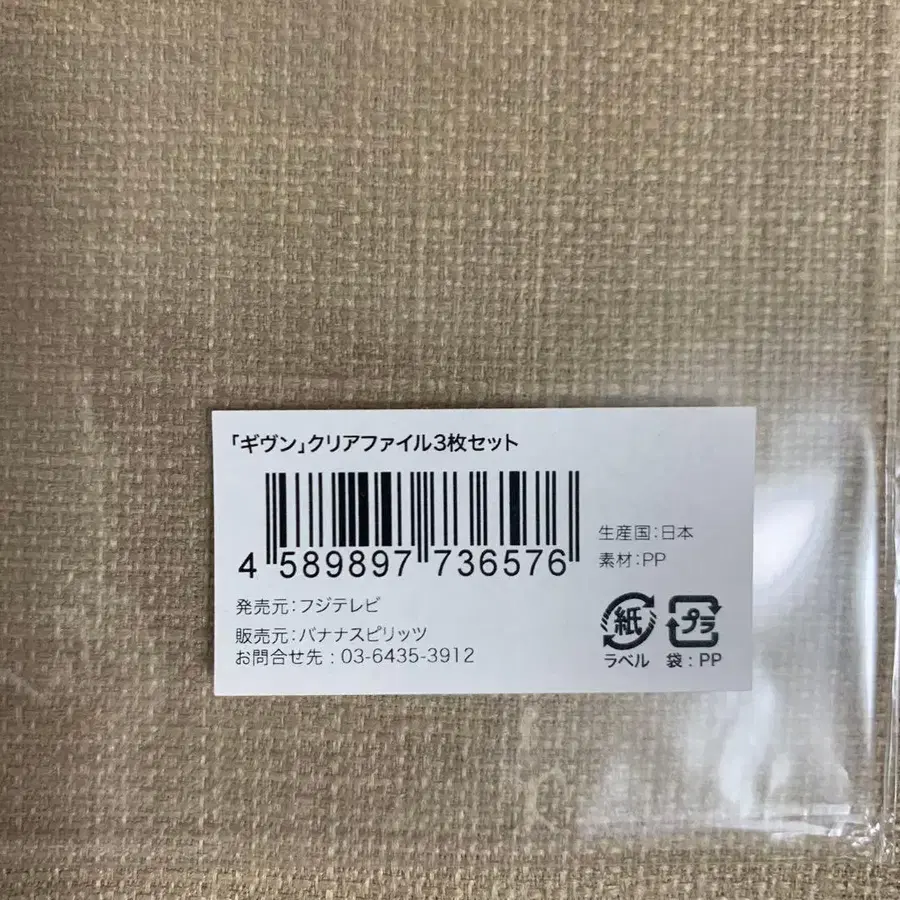 「ギヴン」クリアファイル3枚セット
4 589897 736576
生産国:日本
素材:PP
発売元:フジテレビ
販売元:バナナスピリッツ
お問合せ先 : 03-6435-3912
紙 プラ
ラベル 袋:PP